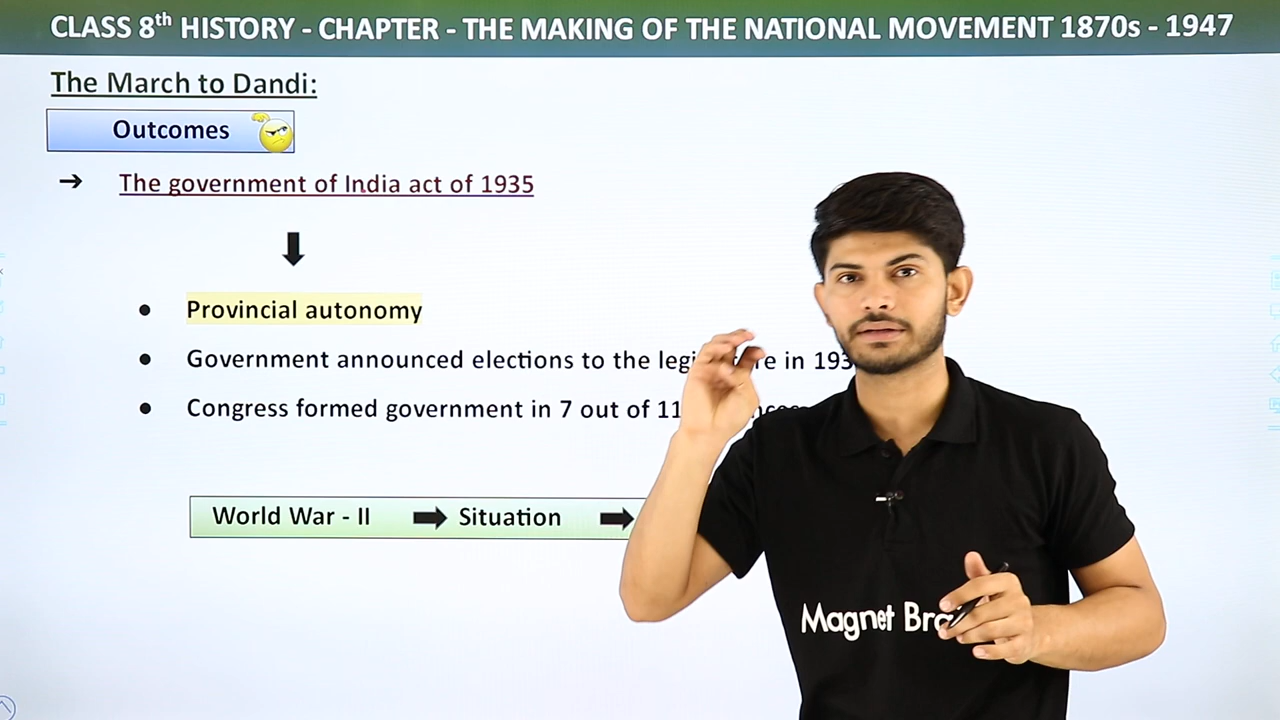 CLASS 8th HISTORY - CHAPTER - THE MAKING OF THE NATIONAL MOVEMENT 1870s - 1947
The March to Dandi:
Outcomes
➔ The government of India act of 1935
• Provincial autonomy
• Government announced elections to the in
• Congress formed government in 7 out of 11
World War - II ➡ Situation ➡
Magnet